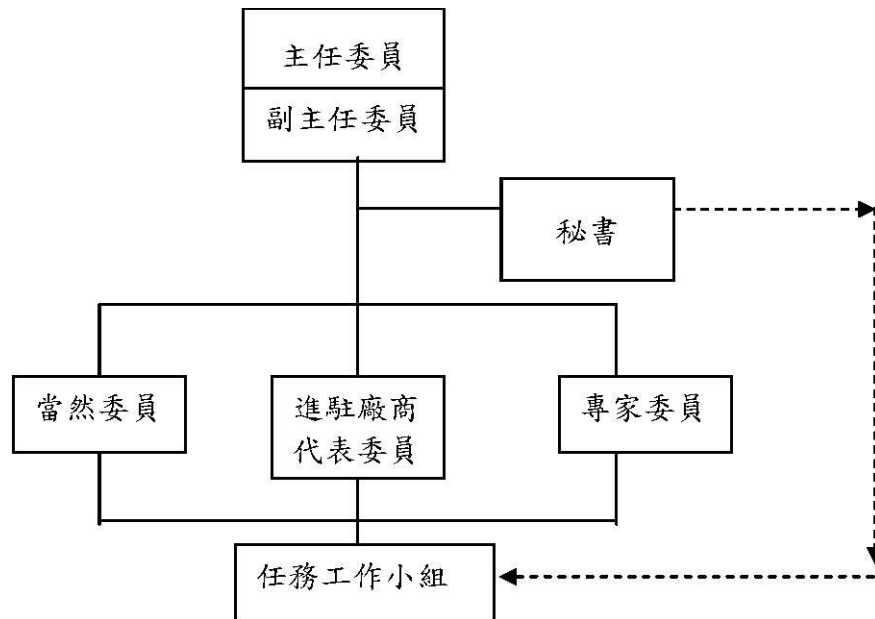 主任委員
副主任委員
秘書
當然委員
進駐廠商
代表委員
專家委員
任務工作小組